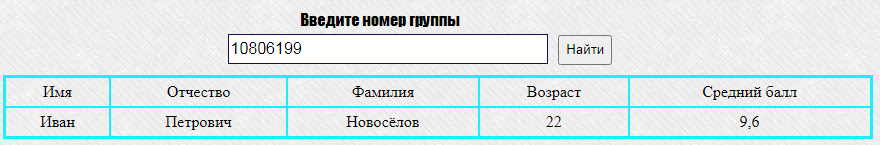 Введите номер группы
10806199 Найти
Имя Отчество Фамилия Возраст Средний балл
Иван Петрович Новосёлов 22 9,6